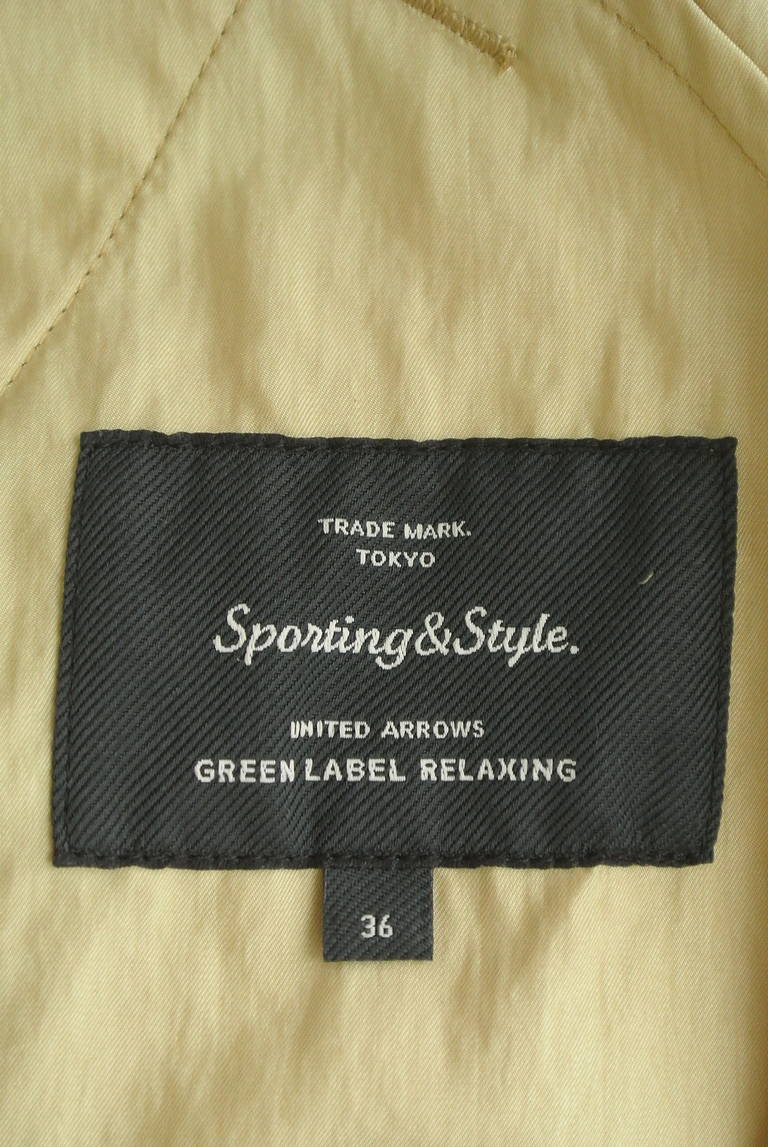 TRADE MARK.
TOKYO
Sporting&Style.
UNITED ARROWS
GREEN LABEL RELAXING
36